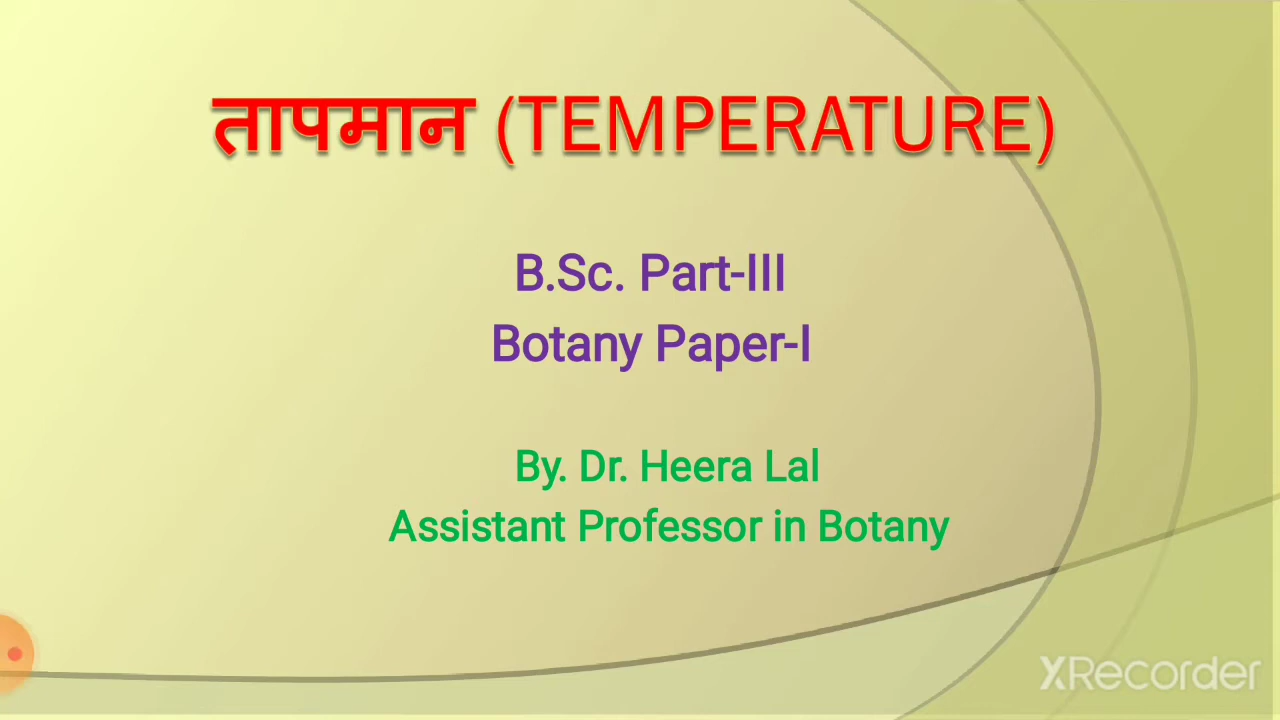 तापमान (TEMPERATURE)
B.Sc. Part-III
Botany Paper-I
By. Dr. Heera Lal
Assistant Professor in Botany
XRecorder